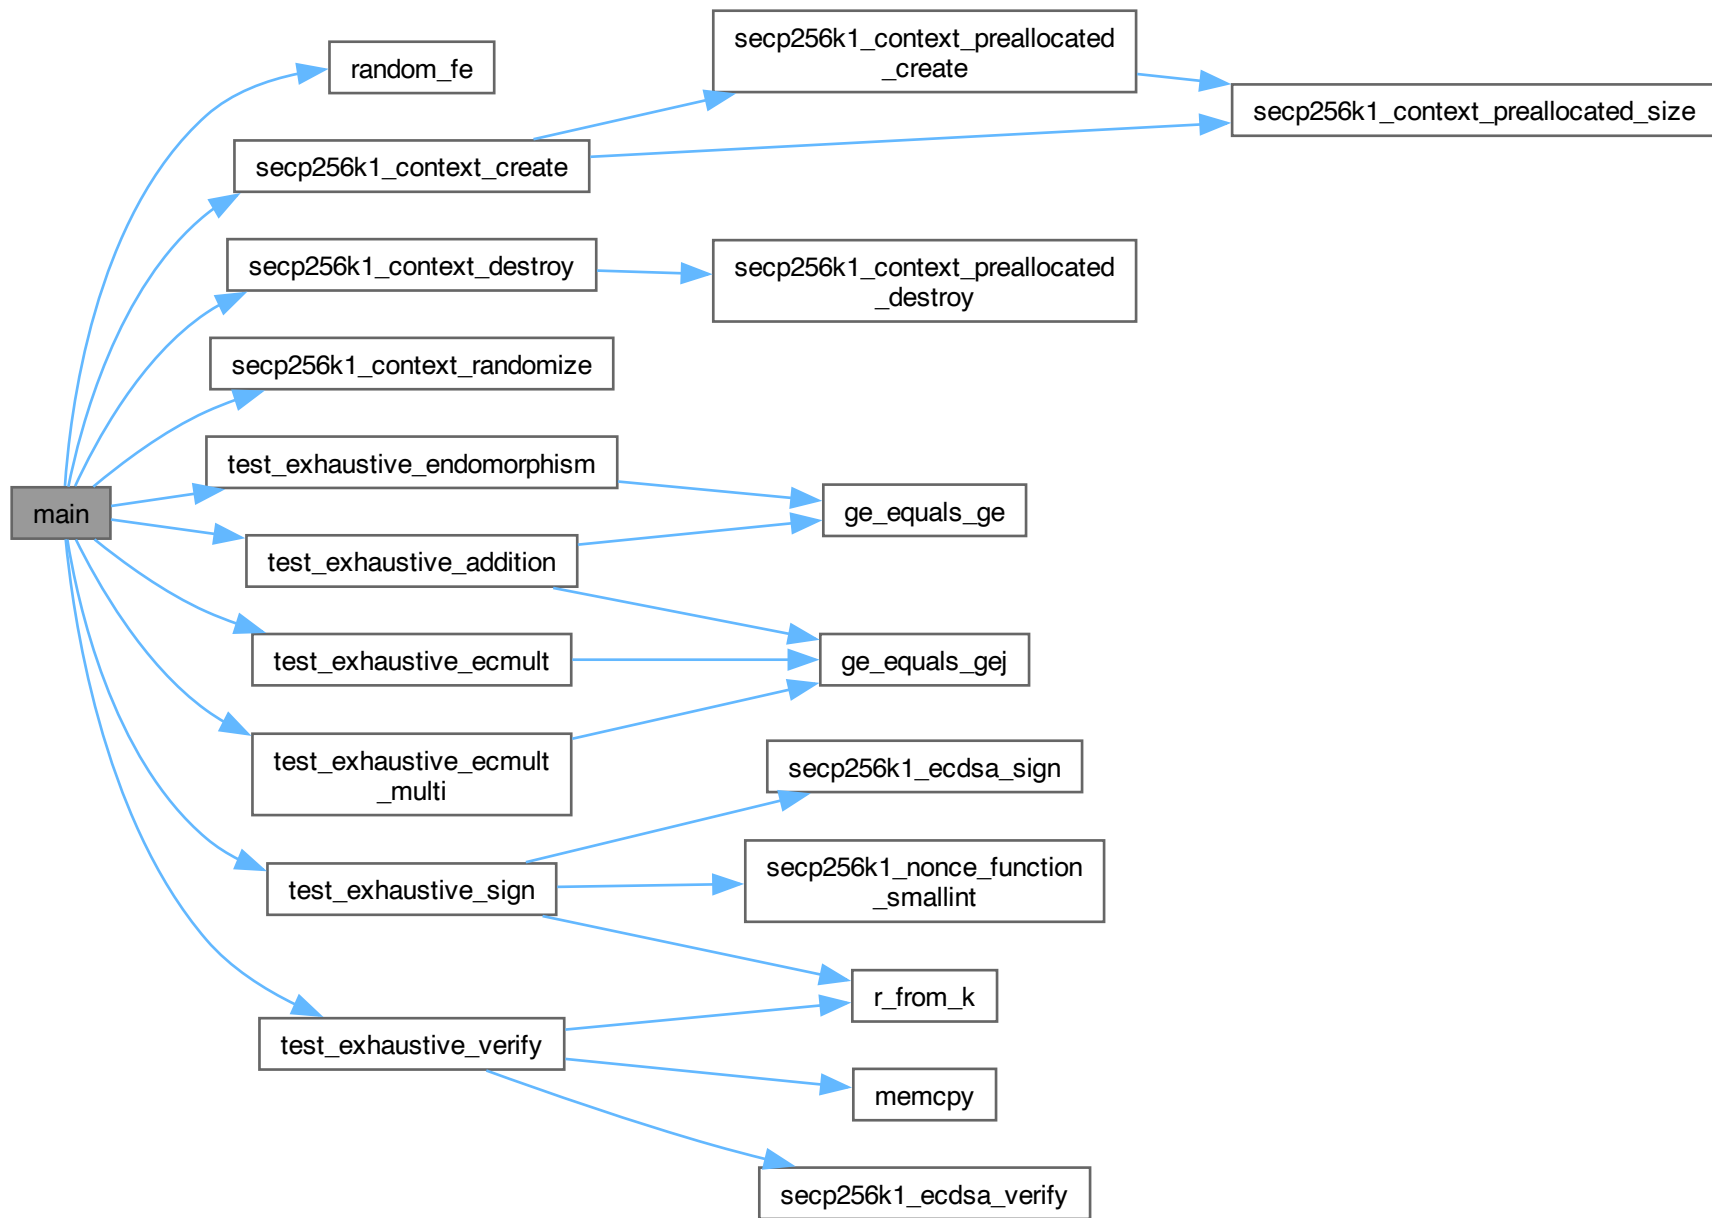 random_fe
secp256k1_context_preallocated
_create
secp256k1_context_preallocated_size
secp256k1_context_create
secp256k1_context_destroy
secp256k1_context_preallocated
_destroy
secp256k1_context_randomize
test_exhaustive_endomorphism
main
ge_equals_ge
test_exhaustive_addition
test_exhaustive_ecmult
ge_equals_gej
test_exhaustive_ecmult
_multi
secp256k1_ecdsa_sign
test_exhaustive_sign
secp256k1_nonce_function
_smallint
r_from_k
test_exhaustive_verify
memcpy
secp256k1_ecdsa_verify